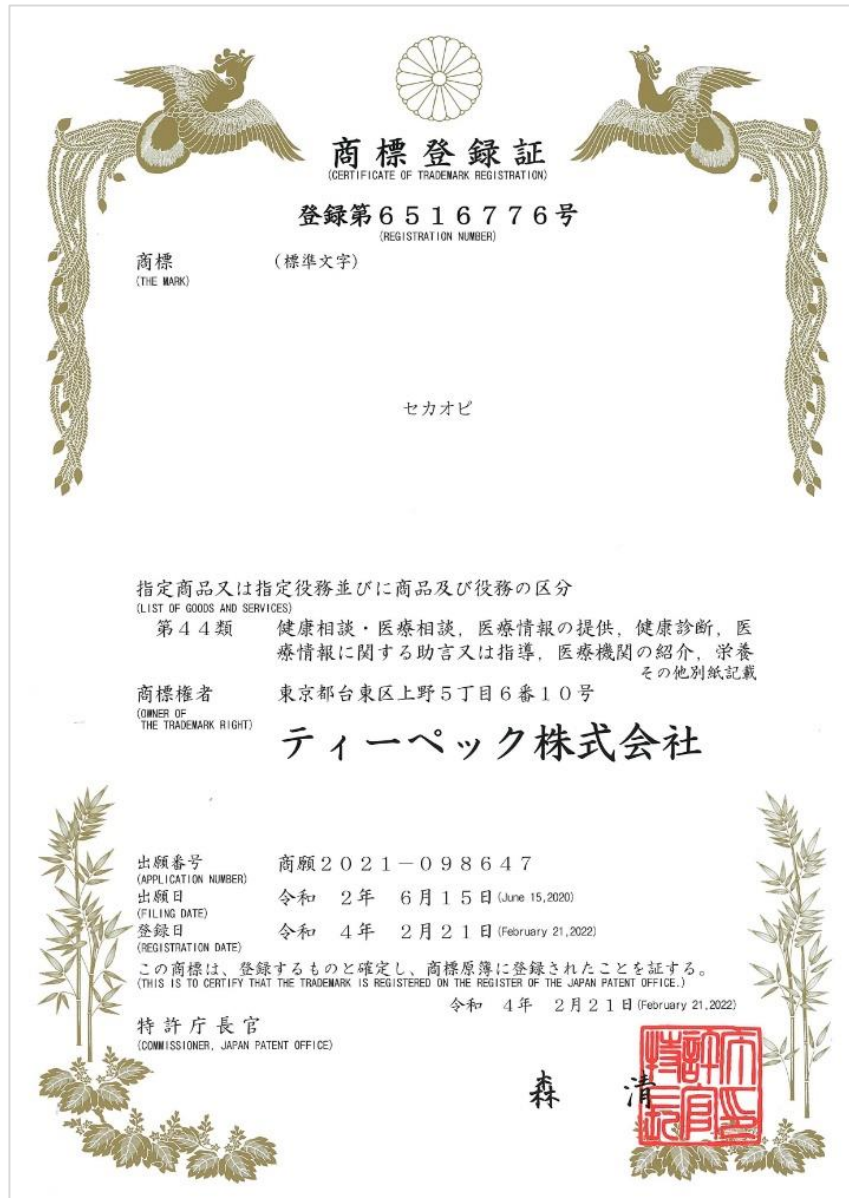 商標登録証
(CERTIFICATE OF TRADEMARK REGISTRATION)
登録第6516776号
(REGISTRATION NUMBER)
商標 (標準文字)
(THE MARK)
セカオピ
指定商品又は指定役務並びに商品及び役務の区分
(LIST OF GOODS AND SERVICES)
第44類 健康相談・医療相談，医療情報の提供，健康診断，医
療情報に関する助言又は指導，医療機関の紹介，栄養
その他別紙記載
商標権者 東京都台東区上野5丁目6番10号
(OWNER OF
THE TRADEMARK RIGHT)
ティーペック株式会社
出願番号 商願2021－098647
(APPLICATION NUMBER)
出願日 令和 2年 6月15日(June 15,2020)
(FILING DATE)
登録日 令和 4年 2月21日(February 21,2022)
(REGISTRATION DATE)
この商標は、登録するものと確定し、商標原簿に登録されたことを証する。
(THIS IS TO CERTIFY THAT THE TRADEMARK IS REGISTERED ON THE REGISTER OF THE JAPAN PATENT OFFICE.)
令和 4年 2月21日(February 21,2022)
特許庁長官
(COMMISSIONER, JAPAN PATENT OFFICE)
森 清